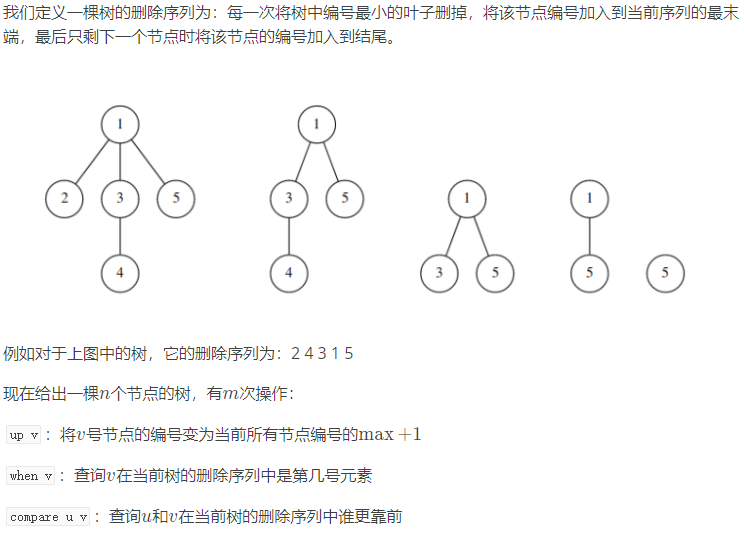 我们定义一棵树的删除序列为：每一次将树中编号最小的叶子删掉，将该节点编号加入到当前序列的最末
端，最后只剩下一个节点时将该节点的编号加入到结尾。
1 1
2 3 5 3 5 1 1
4 4 3 5 5 5
例如对于上图中的树，它的删除序列为：2 4 3 1 5
现在给出一棵n个节点的树，有m次操作：
up v：将v号节点的编号变为当前所有节点编号的max +1
when v：查询v在当前树的删除序列中是第几号元素
compare u v：查询u和v在当前树的删除序列中谁更靠前